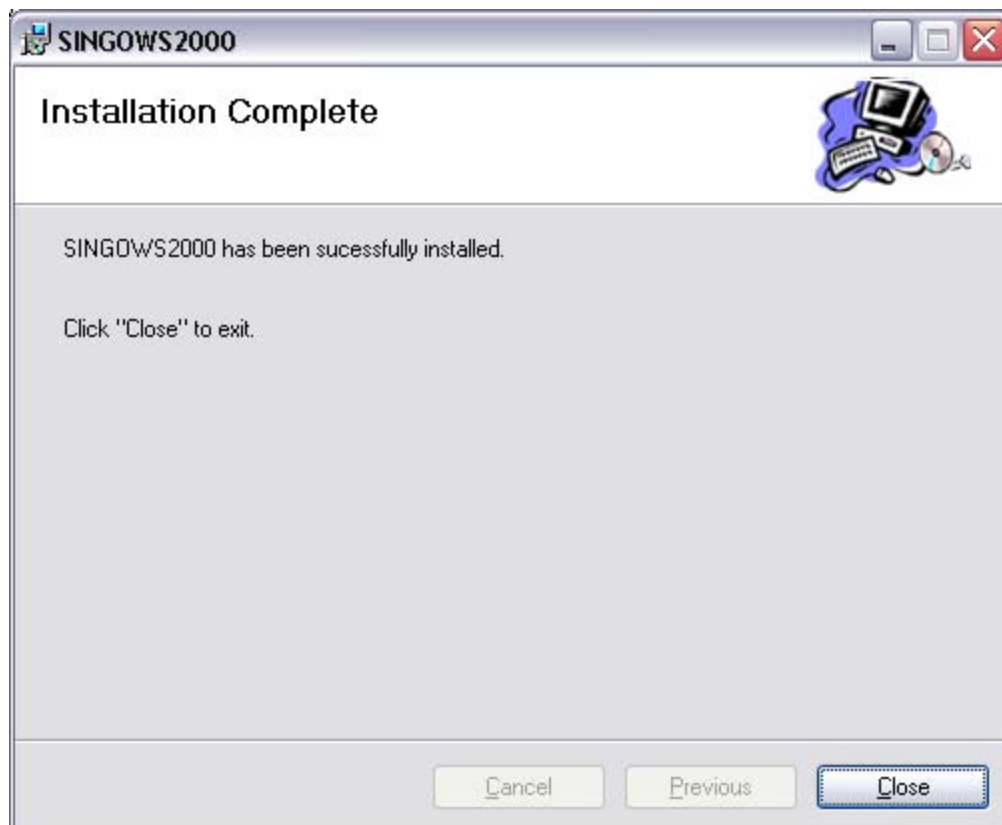 SINGOWS2000
Installation Complete
SINGOWS2000 has been sucessfully installed.
Click "Close" to exit.
Cancel Previous Close